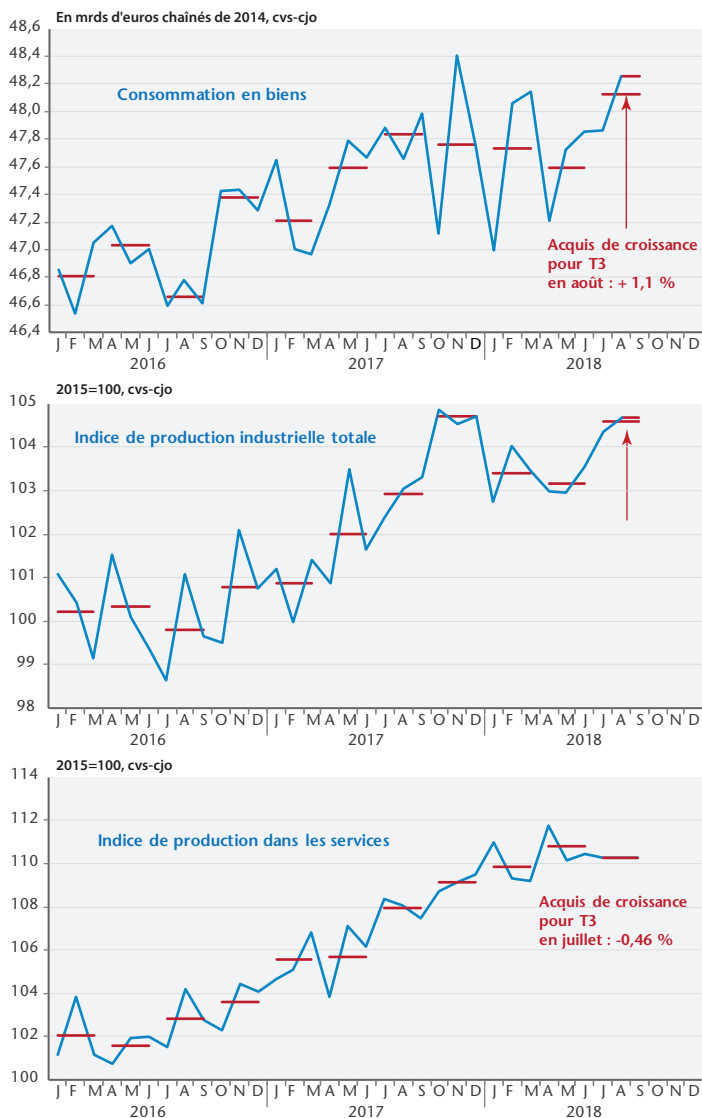 En mrds d'euros chaînés de 2014, cvs-cjo
48,6
48,4
48,2
48,0
47,8
47,6
47,4
47,2
47,0
46,8
46,6
46,4
Consommation en biens
Acquis de croissance
pour T3
en août : + 1,1 %
J F M A M J J A S O N D J F M A M J J A S O N D J F M A M J J A S O N D
2016 2017 2018
2015=100, cvs-cjo
105
104
103
102
101
100
99
98
Indice de production industrielle totale
J F M A M J J A S O N D J F M A M J J A S O N D J F M A M J J A S O N D
2016 2017 2018
2015=100, cvs-cjo
114
112
110
108
106
104
102
100
Indice de production dans les services
Acquis de croissance
pour T3
en juillet : -0,46 %
J F M A M J J A S O N D J F M A M J J A S O N D J F M A M J J A S O N D
2016 2017 2018